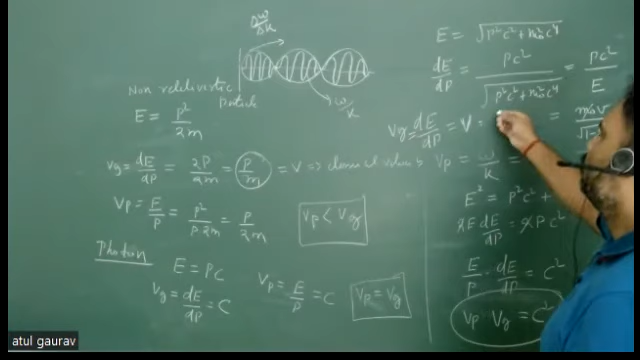 Δω
Δk
ω/k
Non relativistic
Particle
E = P²/2m
Vg = dE/dP = 2P/2m = P/m = V ⇒ classical
Vp = E/P = P²/P·2m = P/2m
Vp < Vg
Photon
E = PC
Vg = dE/dP = C
Vp = E/P = C
Vp = Vg
E = √P²c² + m₀²c⁴
dE/dP = Pc²/√P²c² + m₀²c⁴ = Pc²/E
Vg = dE/dP = V = = m₀v
Vp = ω/k =
E² = P²c² +
2E dE/dP = 2PC²
E/P · dE/dP = C²
Vp Vg = C²
atul gaurav